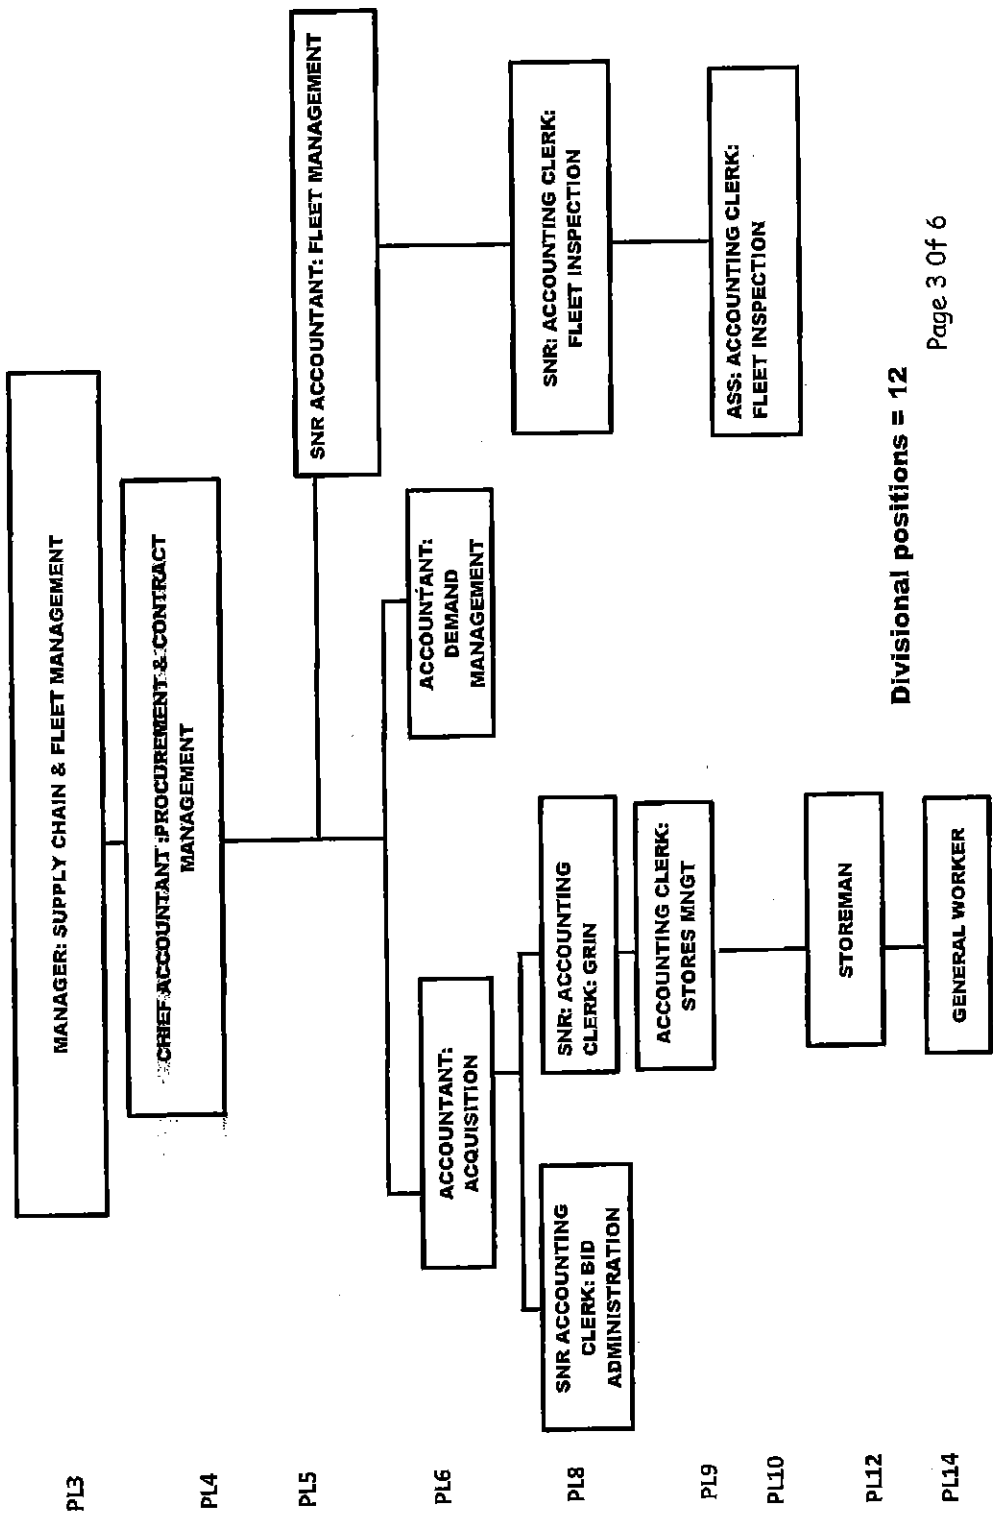 PL3
MANAGER: SUPPLY CHAIN & FLEET MANAGEMENT
PL4
CHIEF ACCOUNTANT :PROCUREMENT & CONTRACT
MANAGEMENT
PL5
SNR ACCOUNTANT: FLEET MANAGEMENT
PL6
ACCOUNTANT:
ACQUISITION
ACCOUNTANT:
DEMAND
MANAGEMENT
PL8
SNR ACCOUNTING
CLERK: BID
ADMINISTRATION
SNR: ACCOUNTING
CLERK: GRIN
SNR: ACCOUNTING CLERK:
FLEET INSPECTION
PL9
ACCOUNTING CLERK:
STORES MNGT
ASS: ACCOUNTING CLERK:
FLEET INSPECTION
PL10
PL12
STOREMAN
PL14
GENERAL WORKER
Divisional positions = 12
Page 3 Of 6